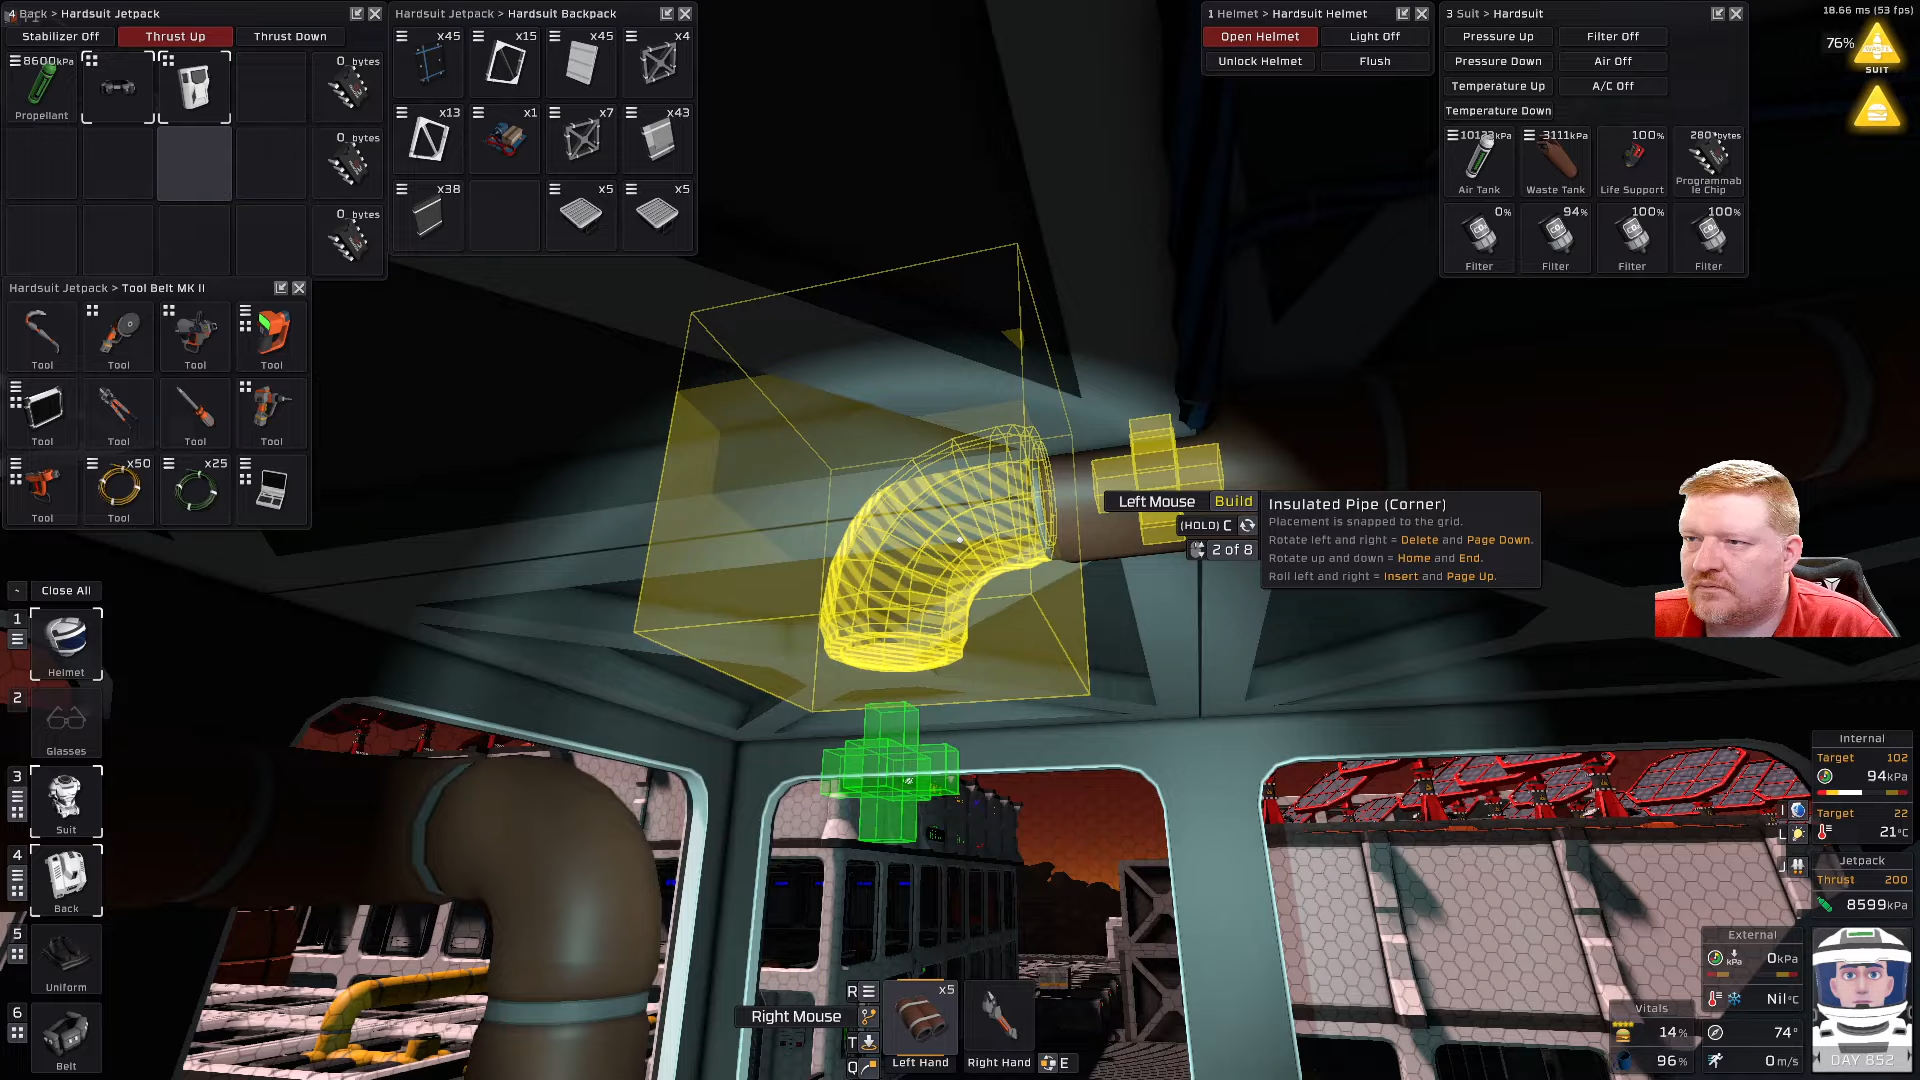 4 Back > Hardsuit Jetpack
Stabilizer Off
Thrust Up
Thrust Down
8600kPa
Propellant
0 bytes
0 bytes
0 bytes
Hardsuit Jetpack > Hardsuit Backpack
x45
x15
x45
x4
x13
x1
x7
x43
x38
x5
x5
Hardsuit Jetpack > Tool Belt MK II
Tool
Tool
Tool
Tool
Tool
Tool
Tool
Tool
Tool
x50
Tool
x25
1 Helmet > Hardsuit Helmet
Open Helmet
Light Off
Unlock Helmet
Flush
3 Suit > Hardsuit
Pressure Up
Filter Off
Pressure Down
Air Off
Temperature Up
A/C Off
Temperature Down
Air Tank
3111kPa
Waste Tank
100%
Life Support
280 bytes
Programmab
le Chip
0%
Filter
94%
Filter
100%
Filter
100%
Filter
18.66 ms (53 fps)
76%
WASTE
SUIT
Left Mouse
Build
(HOLD) C
2 of 8
Insulated Pipe (Corner)
Placement is snapped to the grid.
Rotate left and right = Delete and Page Down.
Rotate up and down = Home and End.
Roll left and right = Insert and Page Up.
~
Close All
1
Helmet
2
Glasses
3
Suit
4
Back
5
Uniform
6
Belt
R
Right Mouse
T
Q
x5
Left Hand
Right Hand
E
Internal
Target 102
94kPa
Target 22
21°C
I
L
J
Jetpack
Thrust 200
8599kPa
External
kPa
0kPa
Nil°C
Vitals
14%
74°
96%
0m/s
DAY 852